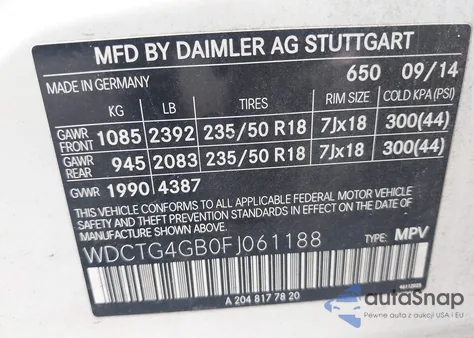 MFD BY DAIMLER AG STUTTGART
MADE IN GERMANY 650 09/14
KG LB TIRES RIM SIZE COLD KPA (PSI)
GAWR FRONT 1085 2392 235/50 R18 7Jx18 300(44)
GAWR REAR 945 2083 235/50 R18 7Jx18 300(44)
GVWR 1990 4387
THIS VEHICLE CONFORMS TO ALL APPLICABLE FEDERAL MOTOR VEHICLE
SAFETY AND THEFT PREVENTION STANDARDS IN EFFECT ON THE
DATE OF MANUFACTURE SHOWN ABOVE.
WDCTG4GB0FJ061188 TYPE: MPV
A 204 817 78 20
autoSnap
Pewne auta z aukcji USA i EU